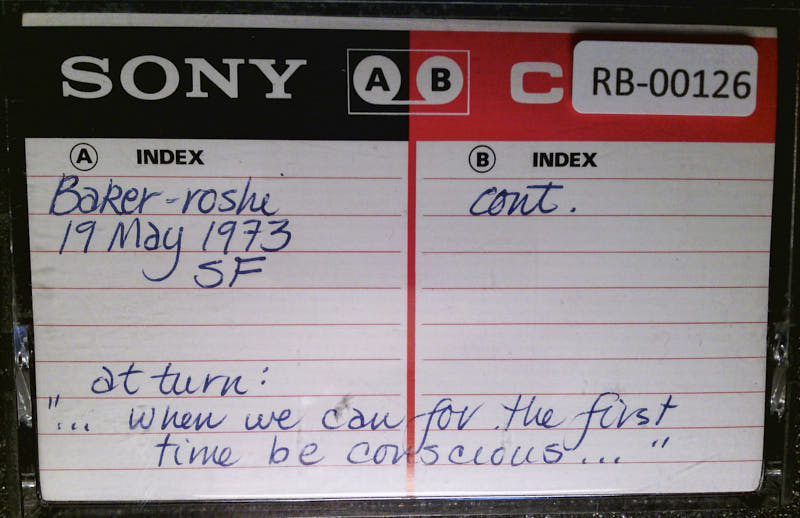 SONY A B C RB-00126
A INDEX B INDEX
Baker-roshi cont.
19 May 1973
SF
at turn:
"... when we can for the first
time be conscious..."